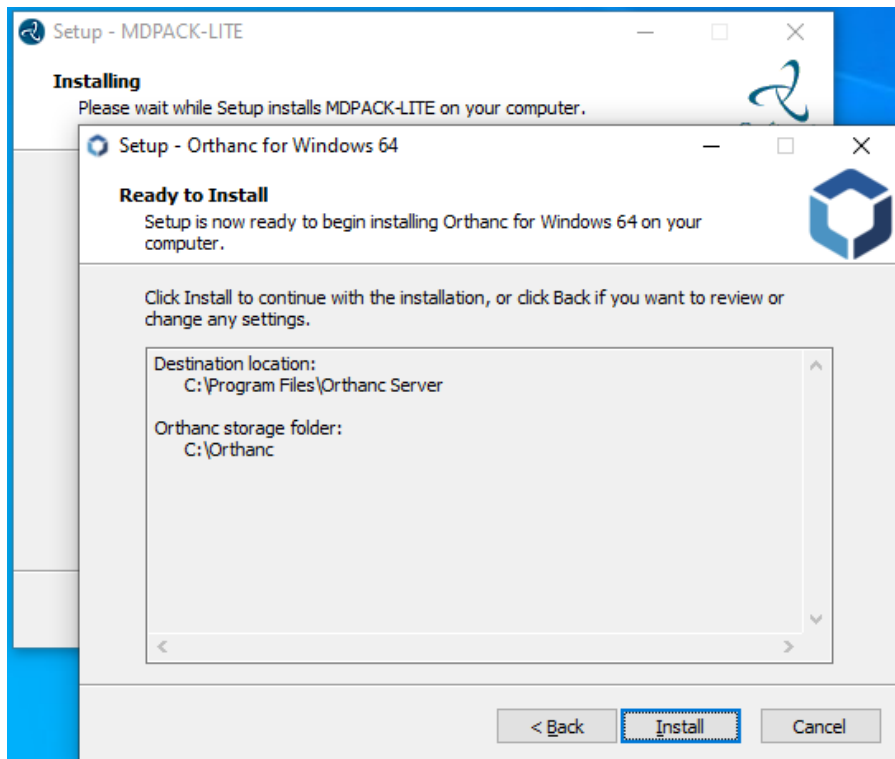 Setup - MDPACK-LITE
Installing
Please wait while Setup installs MDPACK-LITE on your computer.
Setup - Orthanc for Windows 64
Ready to Install
Setup is now ready to begin installing Orthanc for Windows 64 on your
computer.
Click Install to continue with the installation, or click Back if you want to review or
change any settings.
Destination location:
C:\Program Files\Orthanc Server
Orthanc storage folder:
C:\Orthanc
< Back
Install
Cancel